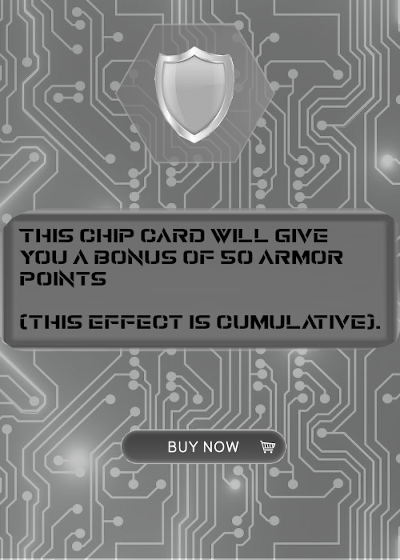 THIS CHIP CARD WILL GIVE
YOU A BONUS OF 50 ARMOR
POINTS
(THIS EFFECT IS CUMULATIVE).
BUY NOW